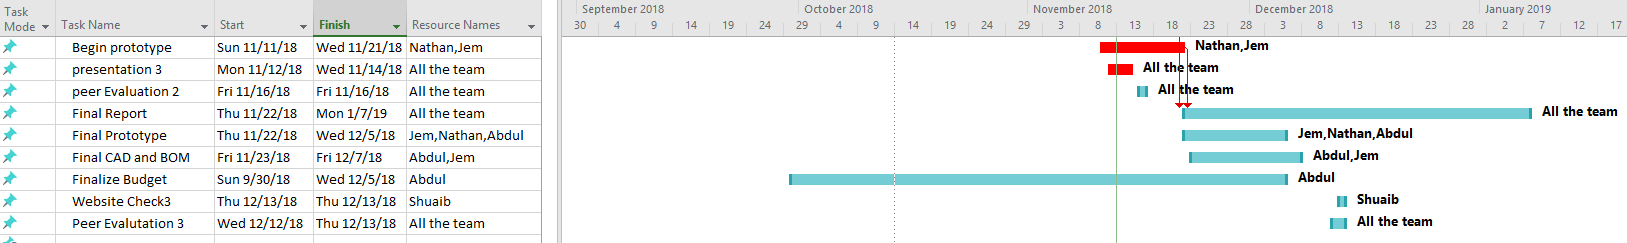 Task Mode Task Name Start Finish Resource Names
September 2018 October 2018 November 2018 December 2018 January 2019
30 4 9 14 19 24 29 4 9 14 19 24 29 3 8 13 18 23 28 3 8 13 18 23 28 2 7 12 17
Begin prototype Sun 11/11/18 Wed 11/21/18 Nathan,Jem Nathan,Jem
presentation 3 Mon 11/12/18 Wed 11/14/18 All the team All the team
peer Evaluation 2 Fri 11/16/18 Fri 11/16/18 All the team All the team
Final Report Thu 11/22/18 Mon 1/7/19 All the team All the team
Final Prototype Thu 11/22/18 Wed 12/5/18 Jem,Nathan,Abdul Jem,Nathan,Abdul
Final CAD and BOM Fri 11/23/18 Fri 12/7/18 Abdul,Jem Abdul,Jem
Finalize Budget Sun 9/30/18 Wed 12/5/18 Abdul Abdul
Website Check3 Thu 12/13/18 Thu 12/13/18 Shuaib Shuaib
Peer Evalutation 3 Wed 12/12/18 Thu 12/13/18 All the team All the team